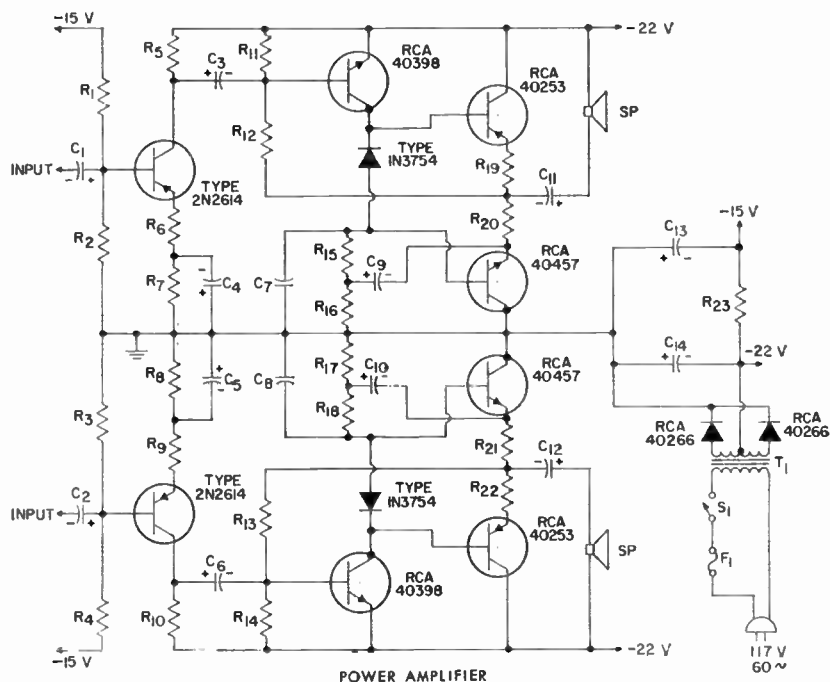 -15 V
-22 V
R5
R11
C3
+ -
RCA
40398
RCA
40253
R1
R12
SP
C1
INPUT
- +
TYPE
2N2614
TYPE
1N3754
R19
C11
- +
R2
R6
R20
-15 V
C13
+ -
R7
-
+
C4
C7
R15
C9
+ -
R16
RCA
40457
R23
C14
+ -
-22 V
R8
+
-
C5
C8
R17
C10
+ -
R18
RCA
40457
RCA
40266
RCA
40266
R3
R9
R21
C12
- +
T1
C2
INPUT
- +
TYPE
2N2614
R13
TYPE
1N3754
R22
S1
RCA
40253
SP
C6
+ -
RCA
40398
F1
R4
R10
R14
-15 V
-22 V
117 V
60 ~
POWER AMPLIFIER